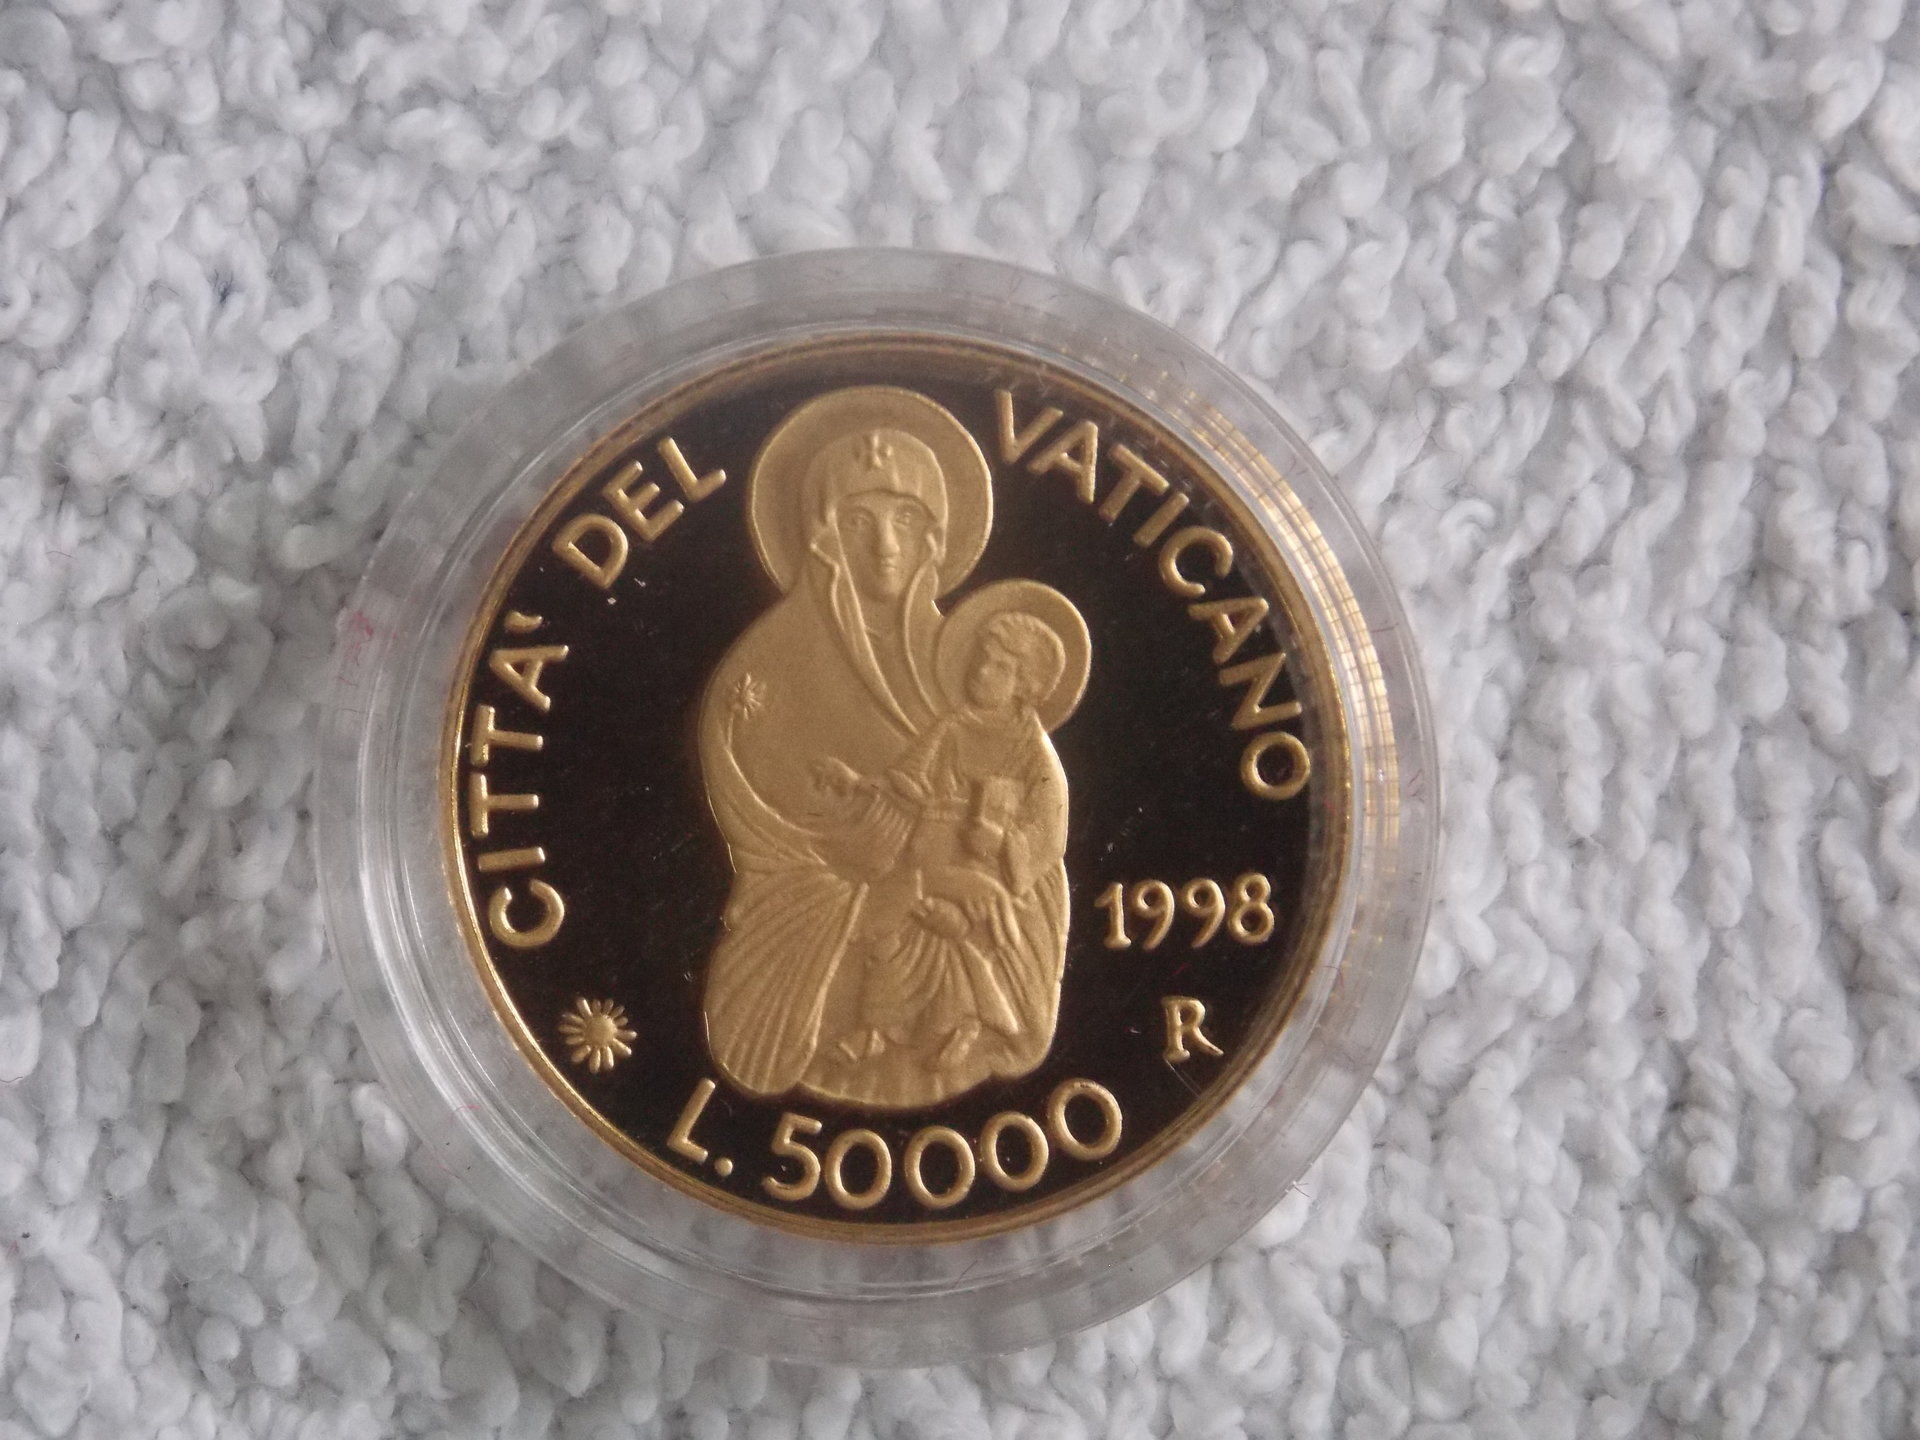 CITTA' DEL VATICANO
1998
R
L. 50000